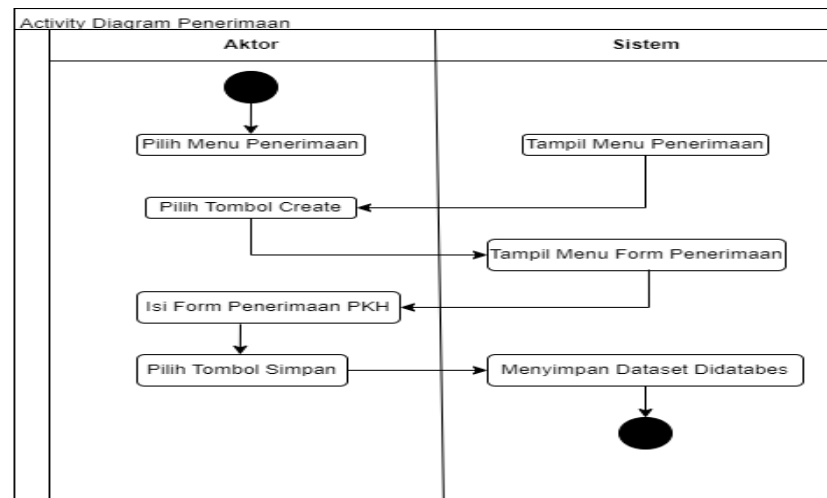 Activity Diagram Penerimaan
Aktor
Sistem
Pilih Menu Penerimaan
Tampil Menu Penerimaan
Pilih Tombol Create
Tampil Menu Form Penerimaan
Isi Form Penerimaan PKH
Pilih Tombol Simpan
Menyimpan Dataset Didatabes